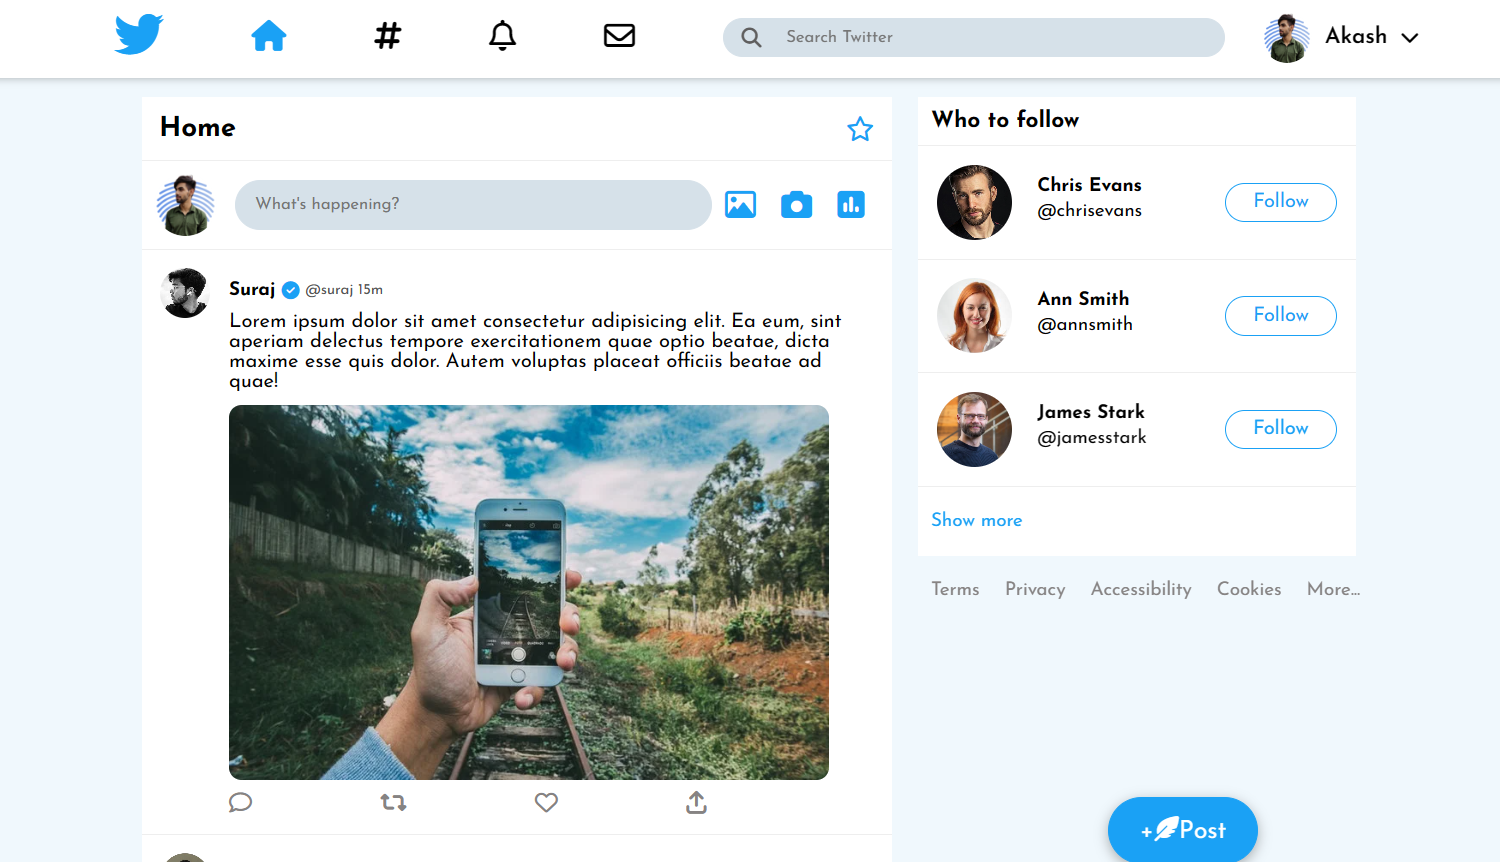 Search Twitter
Akash
Home
What's happening?
Suraj @suraj 15m
Lorem ipsum dolor sit amet consectetur adipisicing elit. Ea eum, sint
aperiam delectus tempore exercitationem quae optio beatae, dicta
maxime esse quis dolor. Autem voluptas placeat officiis beatae ad
quae!
Who to follow
Chris Evans
@chrisevans
Follow
Ann Smith
@annsmith
Follow
James Stark
@jamesstark
Follow
Show more
Terms Privacy Accessibility Cookies More...
+Post